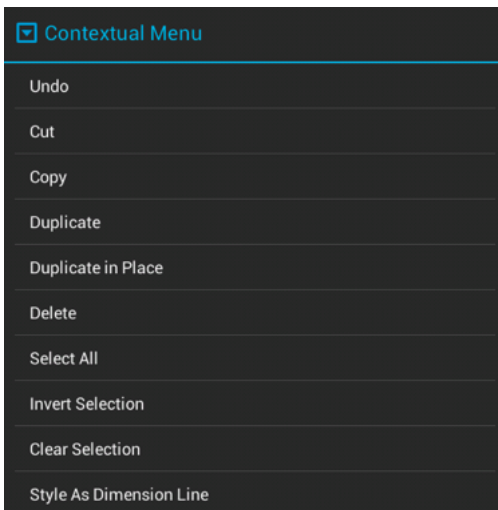 Contextual Menu
Undo
Cut
Copy
Duplicate
Duplicate in Place
Delete
Select All
Invert Selection
Clear Selection
Style As Dimension Line